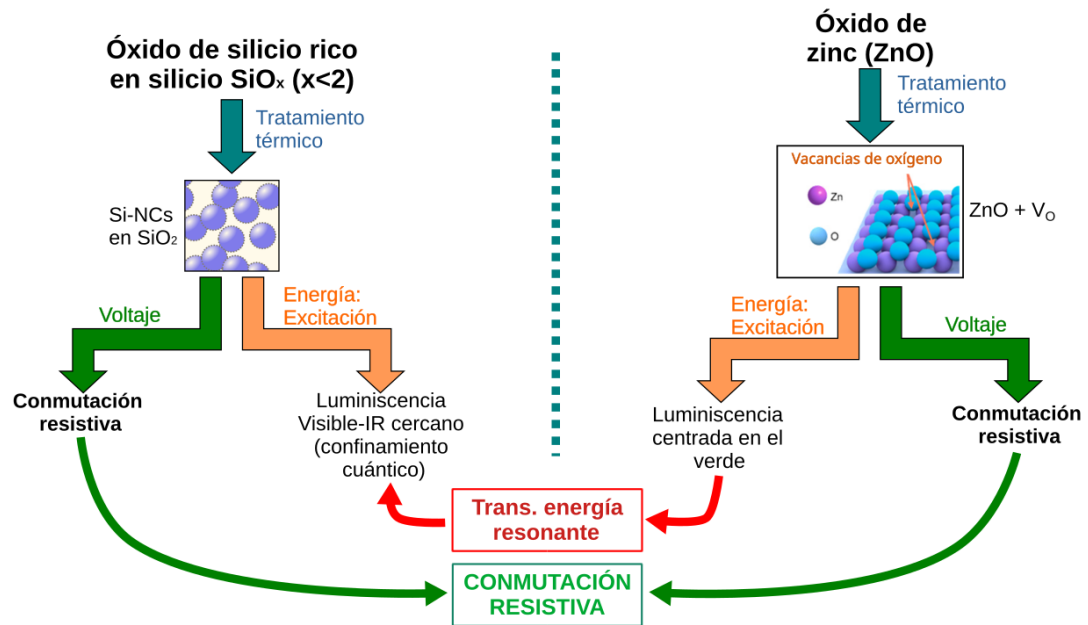 Óxido de silicio rico
en silicio SiOₓ (x<2)
Tratamiento
térmico
Si-NCs
en SiO₂
Voltaje
Energía:
Excitación
Conmutación
resistiva
Luminiscencia
Visible-IR cercano
(confinamiento
cuántico)
Óxido de
zinc (ZnO)
Tratamiento
térmico
Vacancias de oxígeno
Zn
O
ZnO + V_O
Energía:
Excitación
Voltaje
Luminiscencia
centrada en el
verde
Conmutación
resistiva
Trans. energía
resonante
CONMUTACIÓN
RESISTIVA